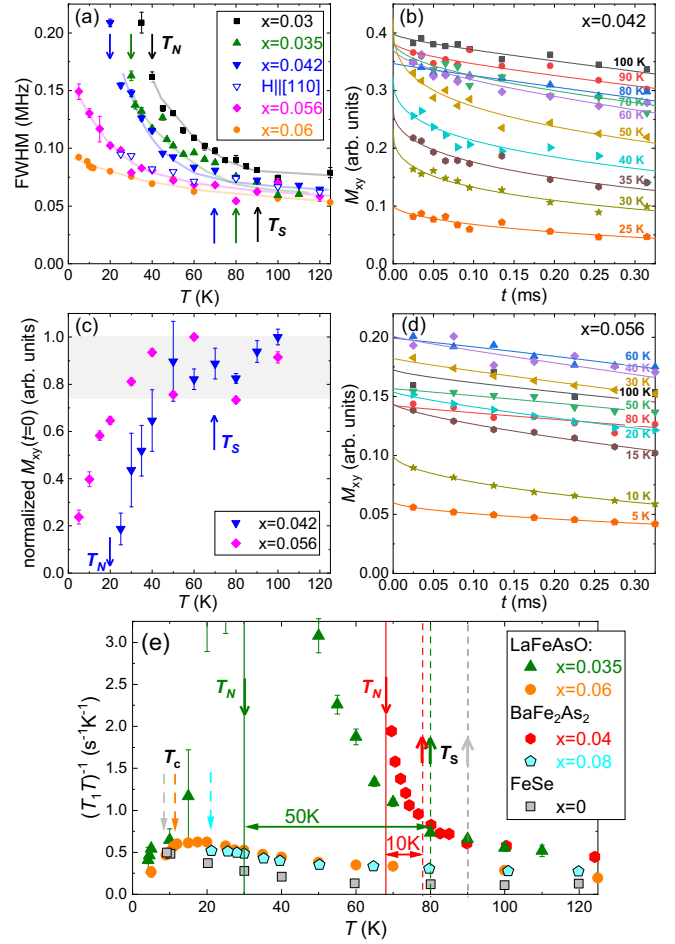 (a)
T_N
x=0.03
x=0.035
x=0.042
H||[110]
x=0.056
x=0.06
T_S
FWHM (MHz)
0.20
0.15
0.10
0.05
0.00
0 20 40 60 80 100 120
T (K)
(b)
x=0.042
100 K
90 K
80 K
70 K
60 K
50 K
40 K
35 K
30 K
25 K
M_xy (arb. units)
0.4
0.3
0.2
0.1
0.0
0.00 0.05 0.10 0.15 0.20 0.25 0.30
t (ms)
(c)
normalized M_xy(t=0) (arb. units)
1.0
0.8
0.6
0.4
0.2
0.0
T_S
T_N
x=0.042
x=0.056
0 20 40 60 80 100 120
T (K)
(d)
x=0.056
60 K
40 K
30 K
100 K
50 K
80 K
20 K
15 K
10 K
5 K
M_xy (arb. units)
0.20
0.15
0.10
0.05
0.00
0.00 0.05 0.10 0.15 0.20 0.25 0.30
t (ms)
(e)
LaFeAsO:
x=0.035
x=0.06
BaFe₂As₂
x=0.04
x=0.08
FeSe
x=0
T_N
T_N
T_c
T_S
50K
10K
(T₁T)⁻¹ (s⁻¹K⁻¹)
3.0
2.5
2.0
1.5
1.0
0.5
0.0
0 20 40 60 80 100 120
T (K)